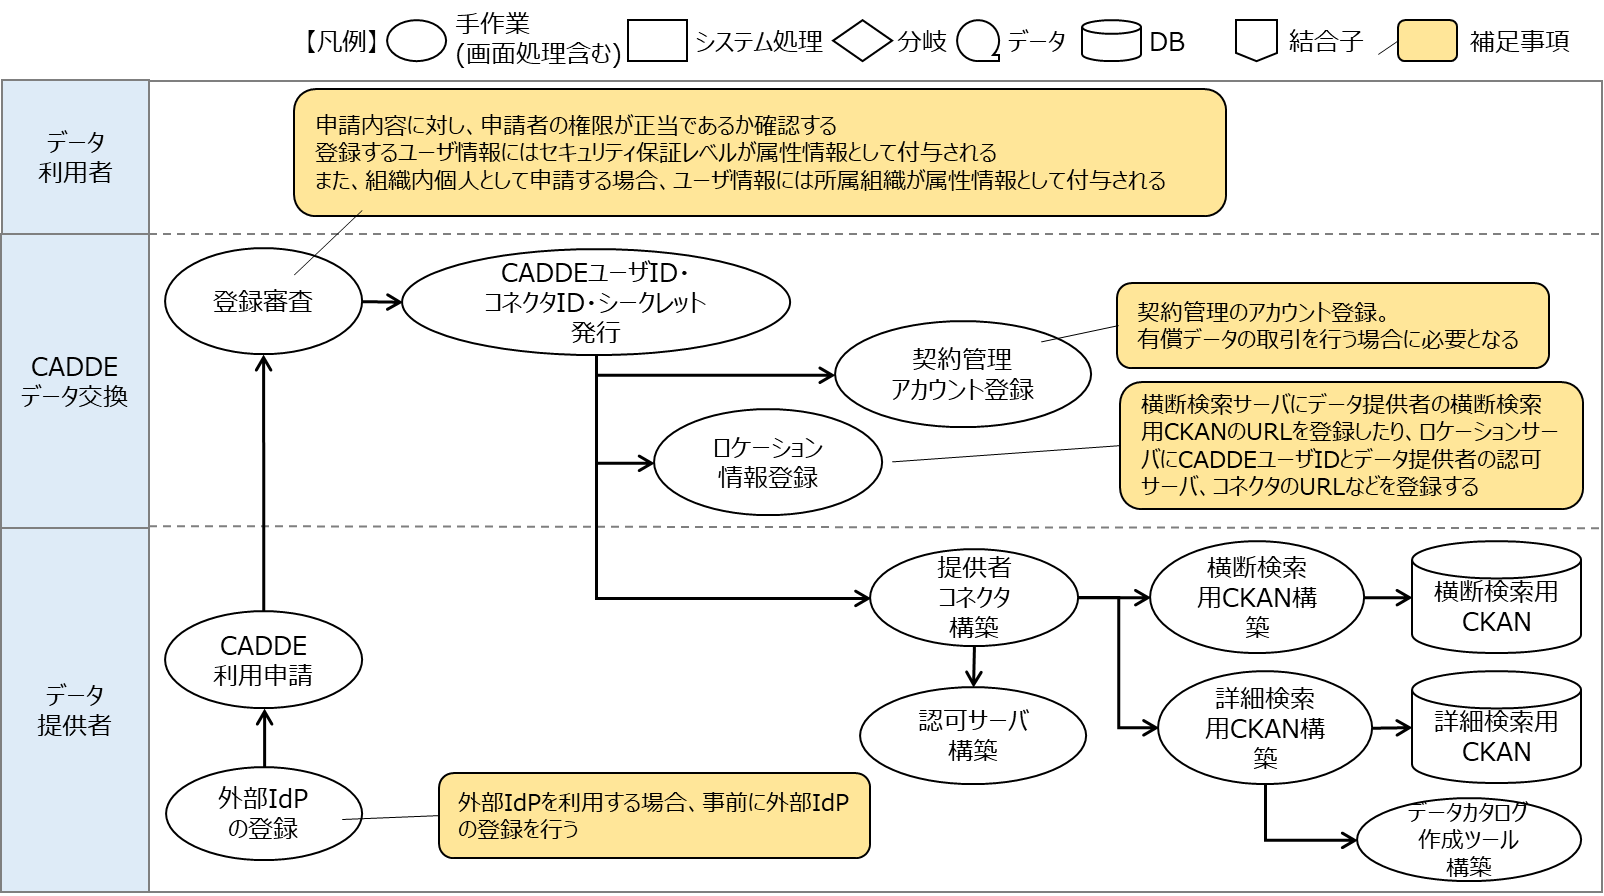 【凡例】
手作業
(画面処理含む)
システム処理
分岐
データ
DB
結合子
補足事項
データ
利用者
申請内容に対し、申請者の権限が正当であるか確認する
登録するユーザ情報にはセキュリティ保証レベルが属性情報として付与される
また、組織内個人として申請する場合、ユーザ情報には所属組織が属性情報として付与される
CADDE
データ交換
登録審査
CADDEユーザID・
コネクタID・シークレット
発行
契約管理
アカウント登録
契約管理のアカウント登録。
有償データの取引を行う場合に必要となる
ロケーション
情報登録
横断検索サーバにデータ提供者の横断検索
用CKANのURLを登録したり、ロケーションサー
バにCADDEユーザIDとデータ提供者の認可
サーバ、コネクタのURLなどを登録する
データ
提供者
CADDE
利用申請
外部IdP
の登録
外部IdPを利用する場合、事前に外部IdP
の登録を行う
提供者
コネクタ
構築
認可サーバ
構築
横断検索
用CKAN構
築
横断検索用
CKAN
詳細検索
用CKAN構
築
詳細検索用
CKAN
データカタログ
作成ツール
構築